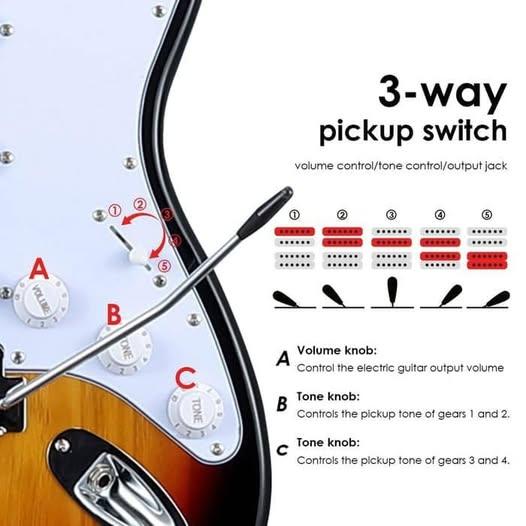 3-way
pickup switch
volume control/tone control/output jack
① ② ③ ④ ⑤
① ② ③ ④ ⑤
A
VOLUME
B
TONE
C
TONE
A Volume knob:
Control the electric guitar output volume
B Tone knob:
Controls the pickup tone of gears 1 and 2.
C Tone knob:
Controls the pickup tone of gears 3 and 4.